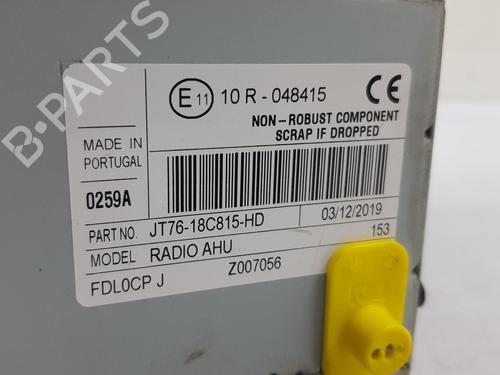 B-Parts
E11 10 R - 048415 CE
NON-ROBUST COMPONENT
SCRAP IF DROPPED
MADE IN
PORTUGAL
0259A
PART NO. JT76-18C815-HD 03/12/2019
MODEL RADIO AHU 153
FDL0CP J Z007056